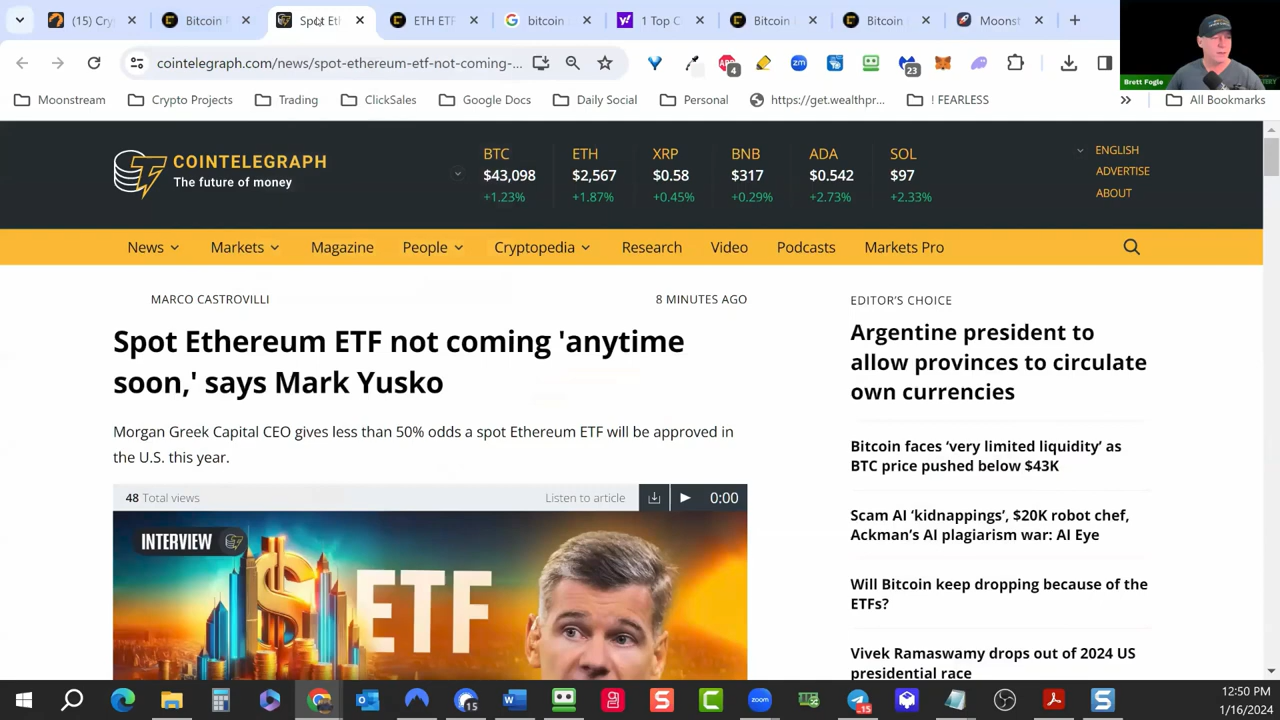 (15) Cry
Bitcoin
Spot Eth
ETH ETF
bitcoin
1 Top C
Bitcoin
Bitcoin
Moonst
cointelegraph.com/news/spot-ethereum-etf-not-coming-...
4
zm
23
Moonstream
Crypto Projects
Trading
ClickSales
Google Docs
Daily Social
Personal
https://get.wealthpr...
! FEARLESS
»
All Bookmarks
Brett Fogle
COINTELEGRAPH
The future of money
BTC ETH XRP BNB ADA SOL
$43,098 $2,567 $0.58 $317 $0.542 $97
+1.23% +1.87% +0.45% +0.29% +2.73% +2.33%
ENGLISH
ADVERTISE
ABOUT
News Markets Magazine People Cryptopedia Research Video Podcasts Markets Pro
MARCO CASTROVILLI 8 MINUTES AGO
Spot Ethereum ETF not coming 'anytime
soon,' says Mark Yusko
Morgan Greek Capital CEO gives less than 50% odds a spot Ethereum ETF will be approved in
the U.S. this year.
48 Total views Listen to article 0:00
INTERVIEW
ETF
EDITOR'S CHOICE
Argentine president to
allow provinces to circulate
own currencies
Bitcoin faces ‘very limited liquidity’ as
BTC price pushed below $43K
Scam AI ‘kidnappings’, $20K robot chef,
Ackman’s AI plagiarism war: AI Eye
Will Bitcoin keep dropping because of the
ETFs?
Vivek Ramaswamy drops out of 2024 US
presidential race
15
zoom
15
12:50 PM
1/16/2024